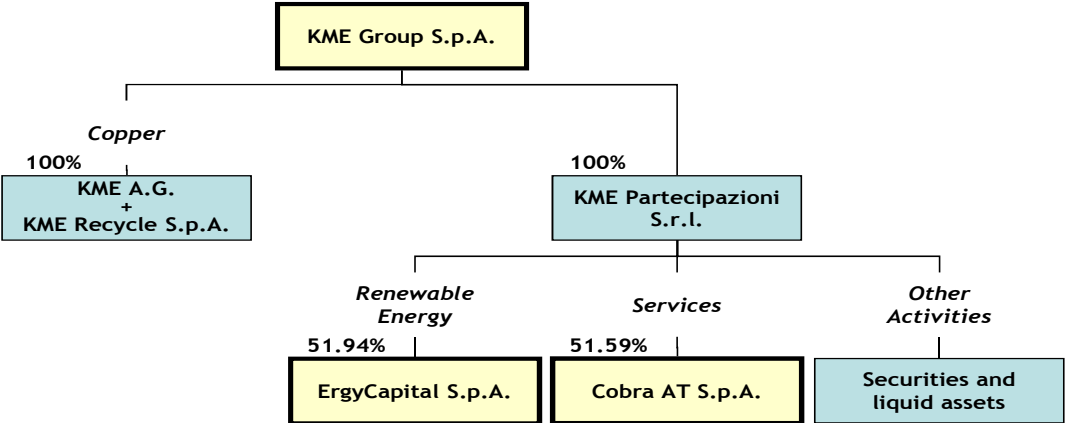 KME Group S.p.A.
Copper
100%
100%
KME A.G.
+
KME Recycle S.p.A.
KME Partecipazioni
S.r.l.
Renewable
Energy
Services
Other
Activities
51.94%
51.59%
ErgyCapital S.p.A.
Cobra AT S.p.A.
Securities and
liquid assets